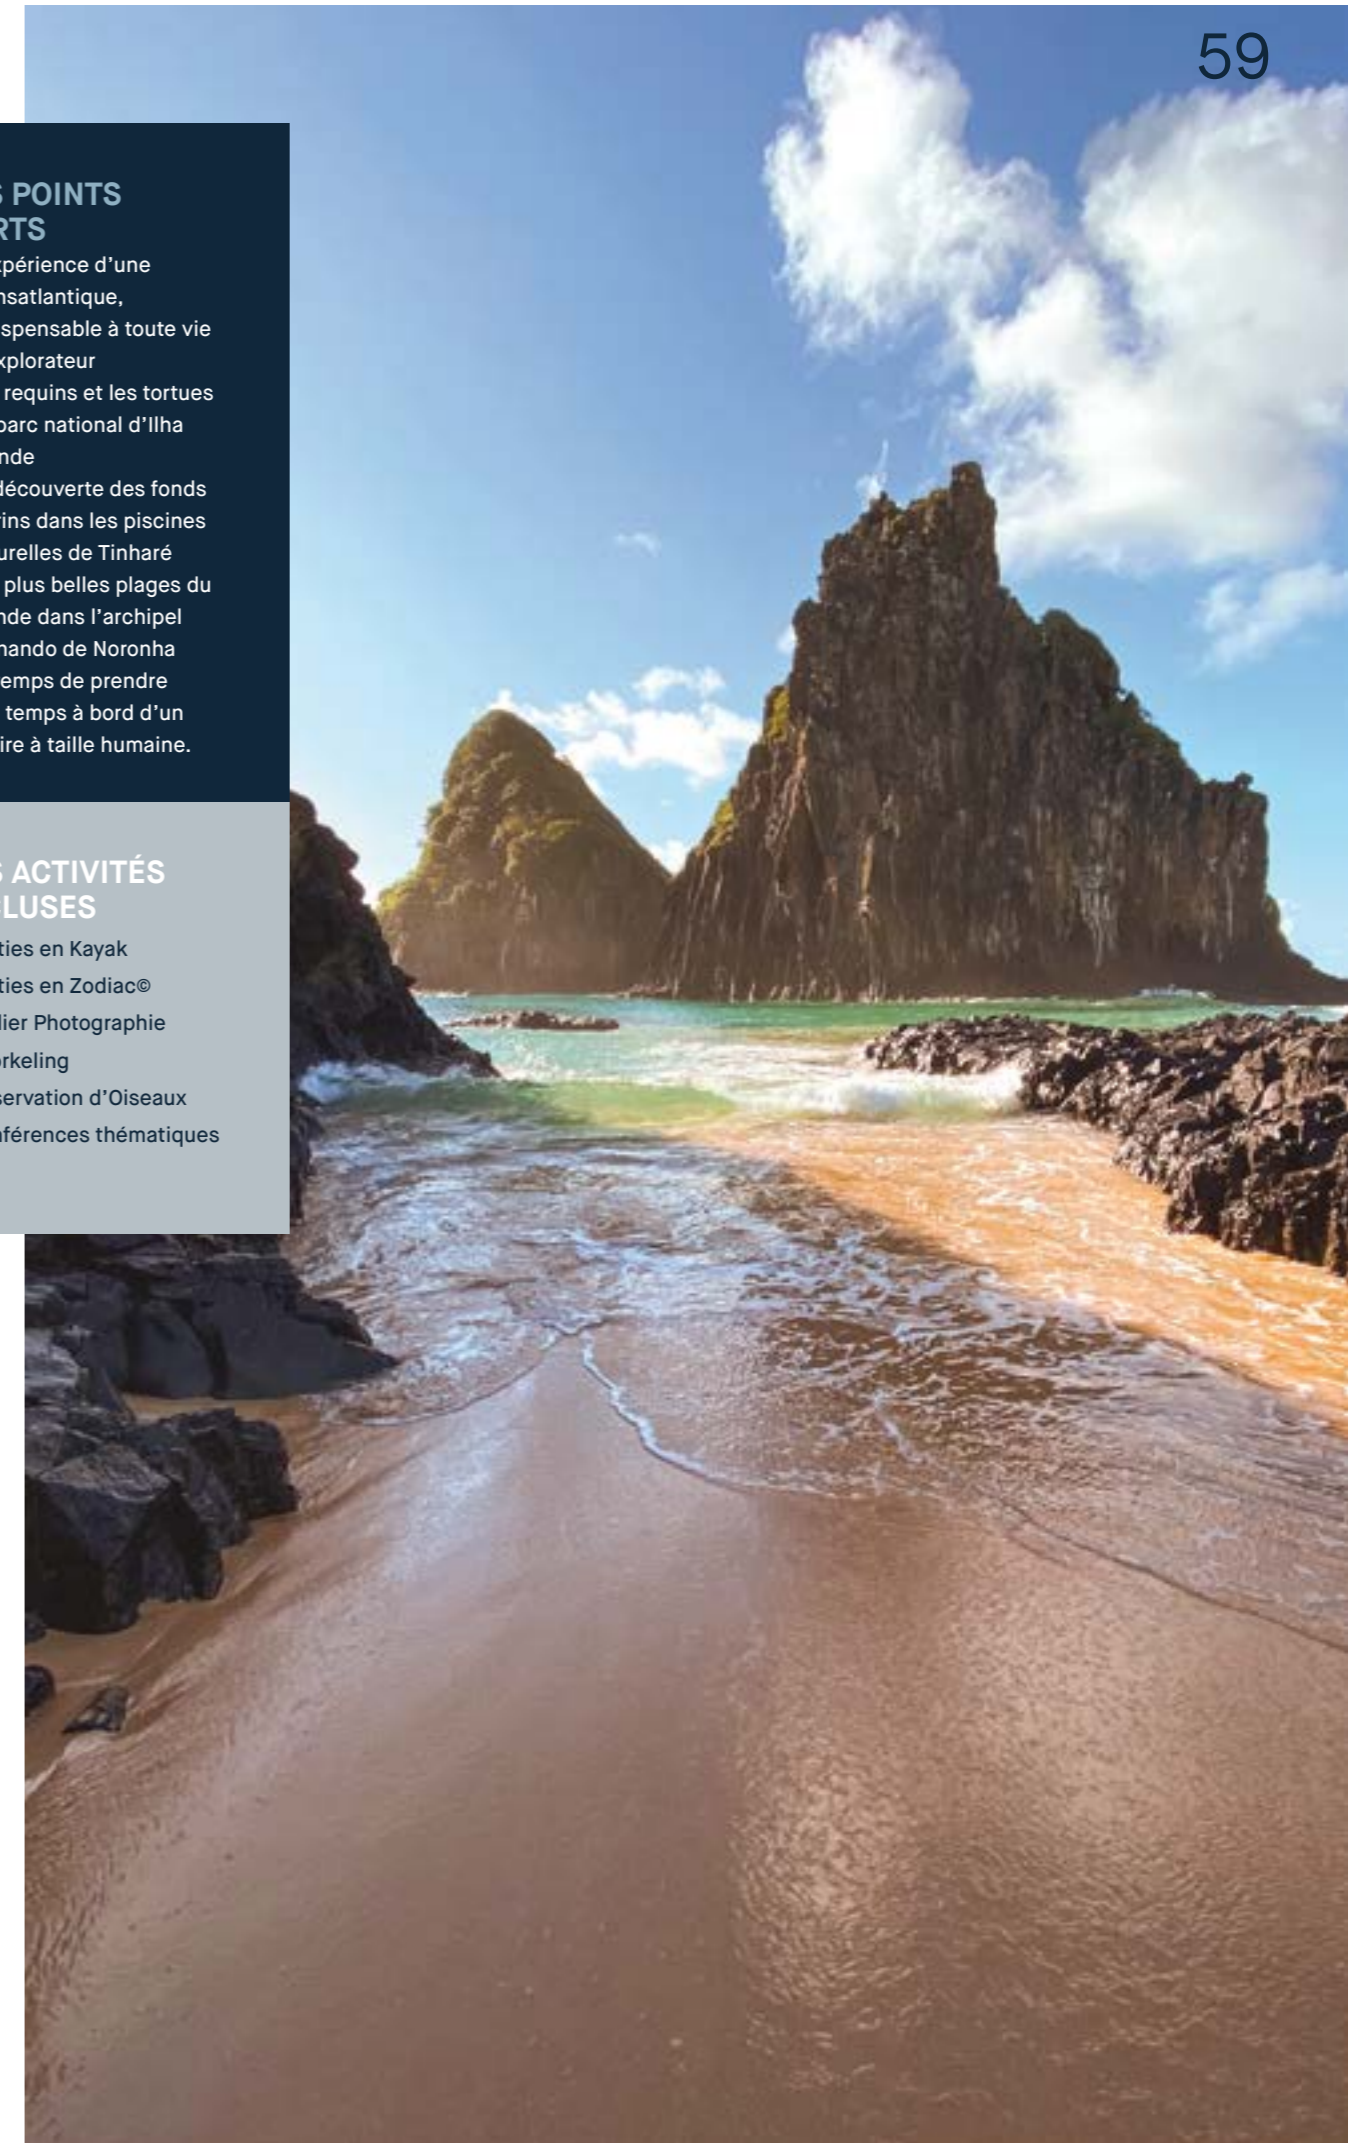 59
S POINTS
RTS
xpérience d’une
nsatlantique,
spensable à toute vie
xplorateur
requins et les tortues
parc national d’Ilha
nde
découverte des fonds
rins dans les piscines
urelles de Tinharé
plus belles plages du
nde dans l’archipel
nando de Noronha
emps de prendre
temps à bord d’un
ire à taille humaine.
S ACTIVITÉS
CLUSES
ties en Kayak
ties en Zodiac©
lier Photographie
orkeling
servation d’Oiseaux
nférences thématiques